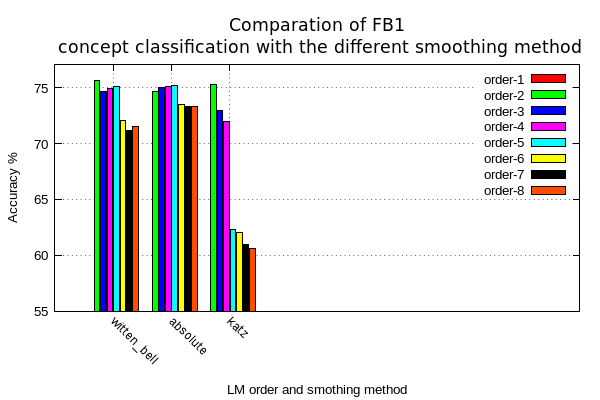 Comparation of FB1
concept classification with the different smoothing method
order-1
order-2
order-3
order-4
order-5
order-6
order-7
order-8
75
70
65
60
55
Accuracy %
witten_bell
absolute
katz
LM order and smothing method